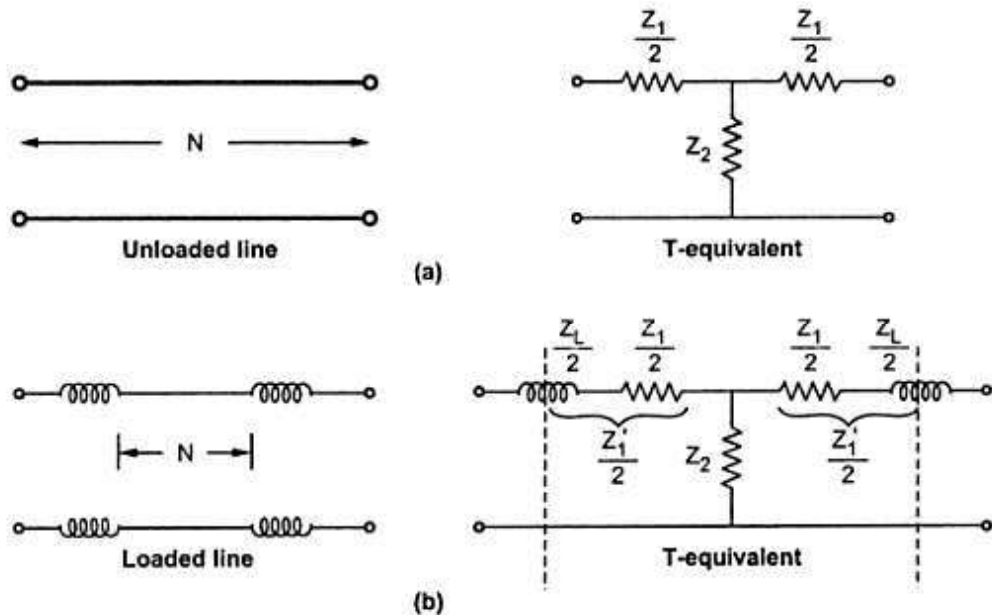 Z1/2
Z1/2
N
Z2
Unloaded line
T-equivalent
(a)
ZL/2
Z1/2
Z1/2
ZL/2
N
Z1'/2
Z2
Z1'/2
Loaded line
T-equivalent
(b)